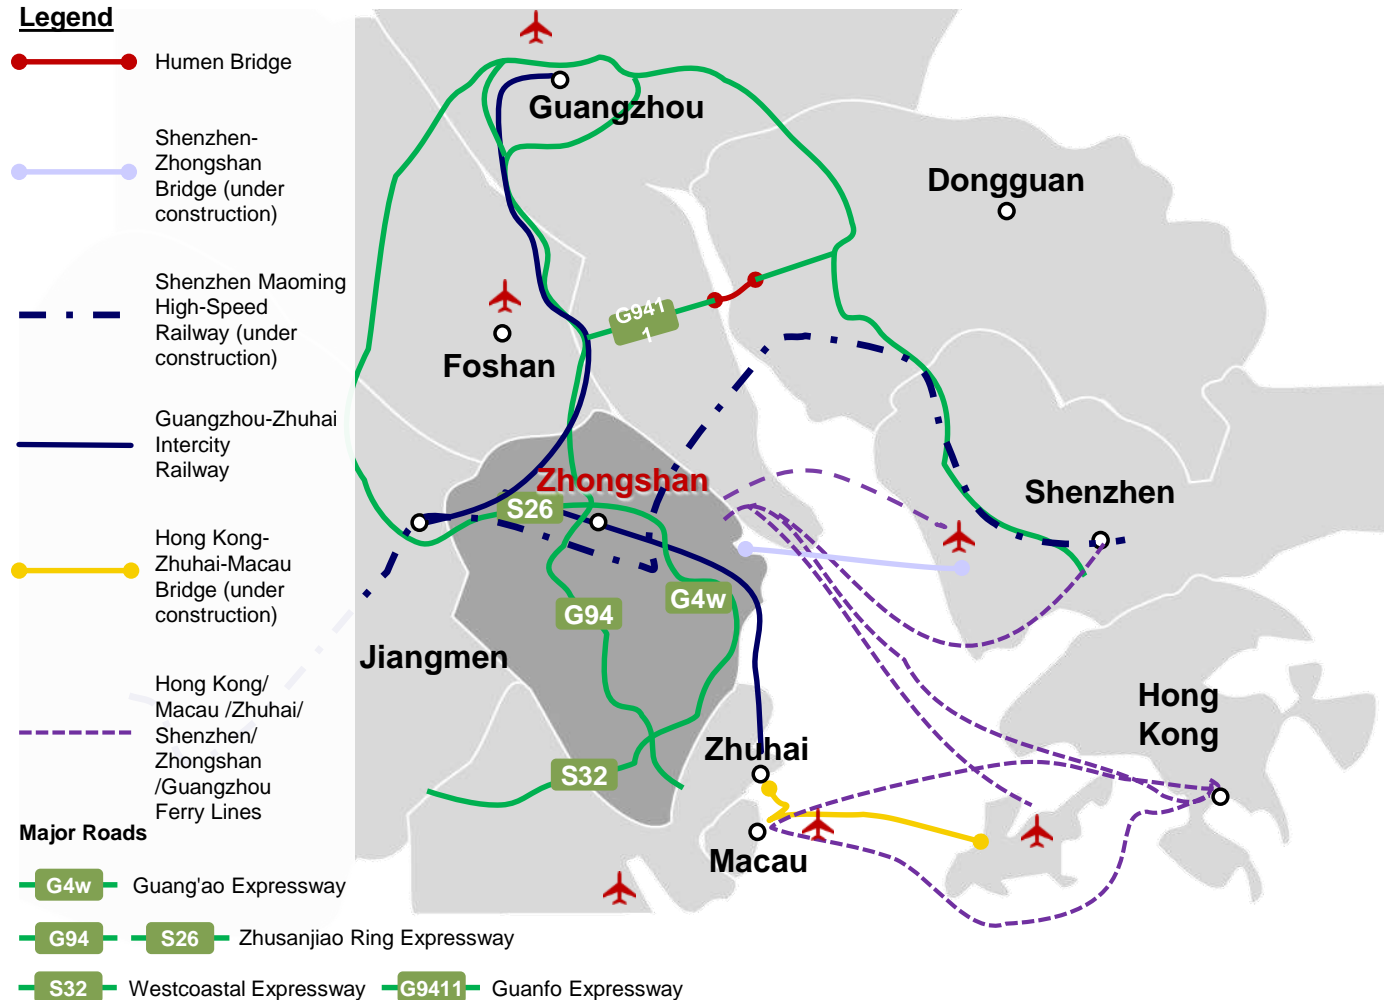 Legend
Humen Bridge
Shenzhen-
Zhongshan
Bridge (under
construction)
Shenzhen Maoming
High-Speed
Railway (under
construction)
Guangzhou-Zhuhai
Intercity
Railway
Hong Kong-
Zhuhai-Macau
Bridge (under
construction)
Hong Kong/
Macau /Zhuhai/
Shenzhen/
Zhongshan
/Guangzhou
Ferry Lines
Major Roads
G4w Guang'ao Expressway
G94 S26 Zhusanjiao Ring Expressway
S32 Westcoastal Expressway G9411 Guanfo Expressway
Guangzhou
Dongguan
G941
1
Foshan
Zhongshan
S26
Shenzhen
G94
G4w
Jiangmen
Hong
Kong
Zhuhai
S32
Macau